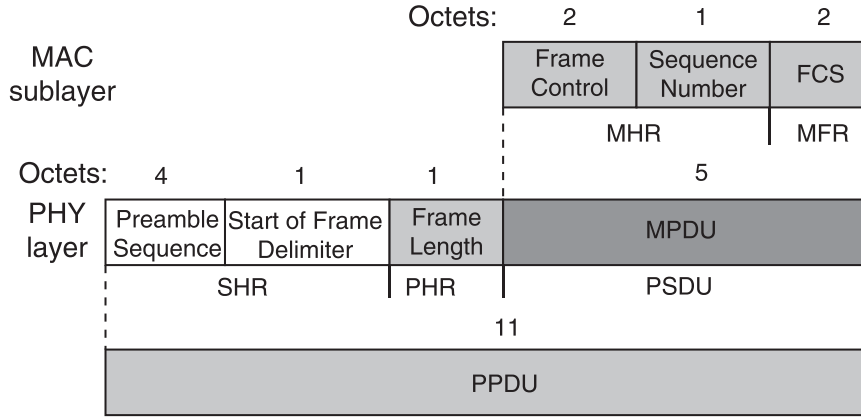 Octets: 2 1 2
MAC sublayer
Frame Control
Sequence Number
FCS
MHR MFR
Octets: 4 1 1 5
PHY layer
Preamble Sequence
Start of Frame Delimiter
Frame Length
MPDU
SHR PHR PSDU
11
PPDU